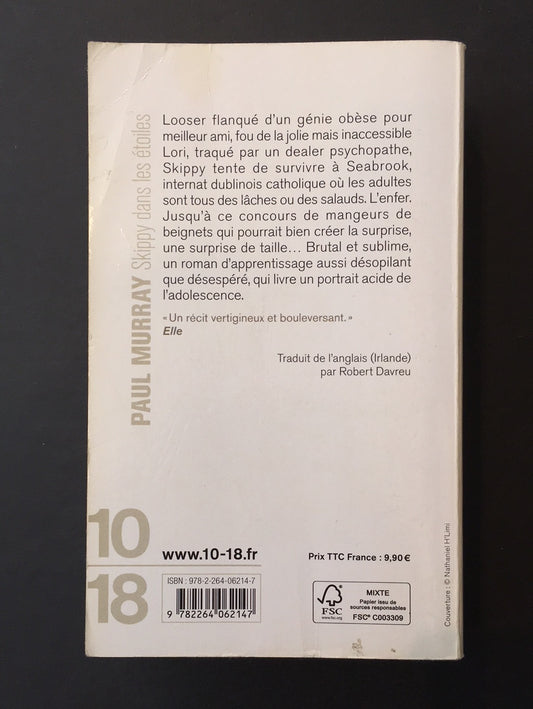 Looser flanqué d'un génie obèse pour
meilleur ami, fou de la jolie mais inaccessible
Lori, traqué par un dealer psychopathe,
Skippy tente de survivre à Seabrook,
internat dublinois catholique où les adultes
sont tous des lâches ou des salauds. L'enfer.
Jusqu'à ce concours de mangeurs de
beignets qui pourrait bien créer la surprise,
une surprise de taille… Brutal et sublime,
un roman d'apprentissage aussi désopilant
que désespéré, qui livre un portrait acide de
l'adolescence.
« Un récit vertigineux et bouleversant. »
Elle
Traduit de l'anglais (Irlande)
par Robert Davreu
PAUL MURRAY Skippy dans les étoiles
10
18
www.10-18.fr
Prix TTC France : 9,90 €
ISBN : 978-2-264-06214-7
9 782264 062147
FSC
www.fsc.org
MIXTE
Papier issu de
sources responsables
FSC® C003309
Couverture : © Nathaniel H'Limi